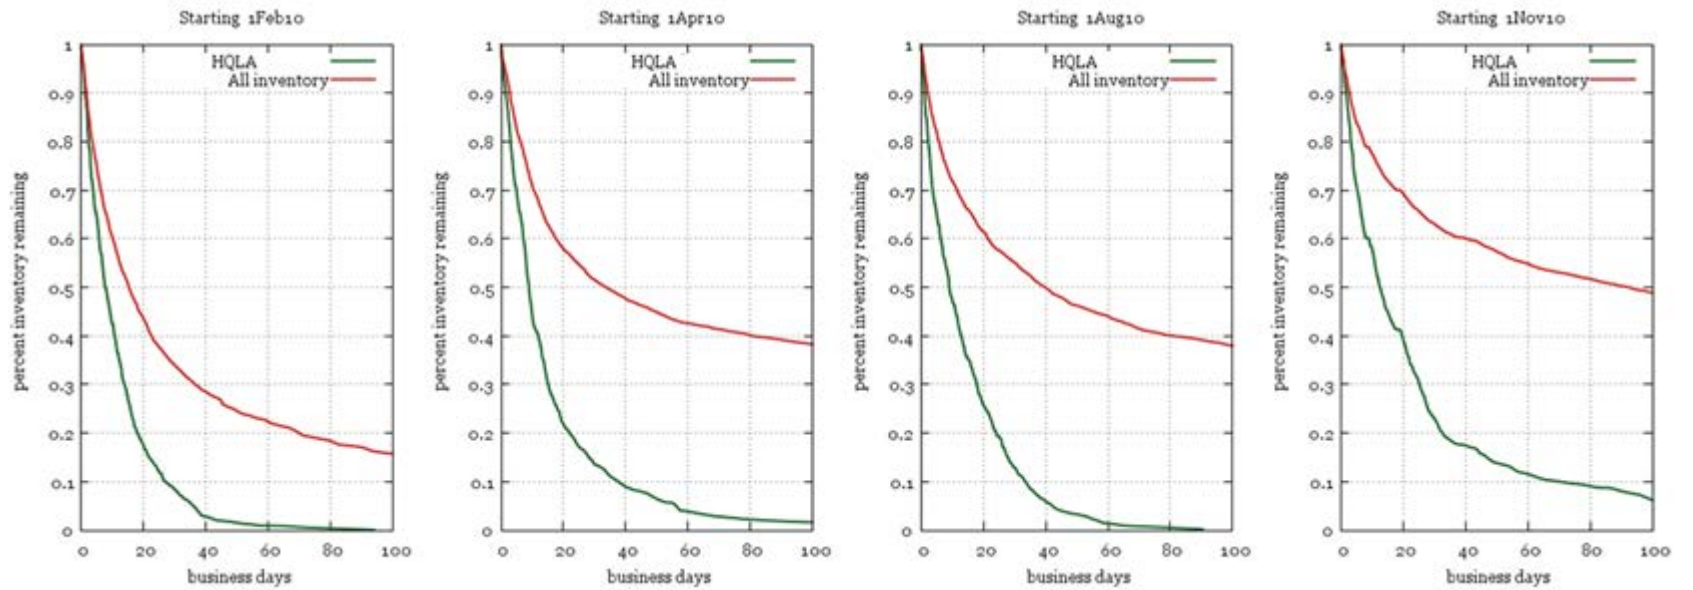 Starting 1Feb10
HQLA
All inventory
1
0.9
0.8
0.7
0.6
0.5
0.4
0.3
0.2
0.1
0
percent inventory remaining
0 20 40 60 80 100
business days
Starting 1Apr10
HQLA
All inventory
1
0.9
0.8
0.7
0.6
0.5
0.4
0.3
0.2
0.1
0
percent inventory remaining
0 20 40 60 80 100
business days
Starting 1Aug10
HQLA
All inventory
1
0.9
0.8
0.7
0.6
0.5
0.4
0.3
0.2
0.1
0
percent inventory remaining
0 20 40 60 80 100
business days
Starting 1Nov10
HQLA
All inventory
1
0.9
0.8
0.7
0.6
0.5
0.4
0.3
0.2
0.1
0
percent inventory remaining
0 20 40 60 80 100
business days